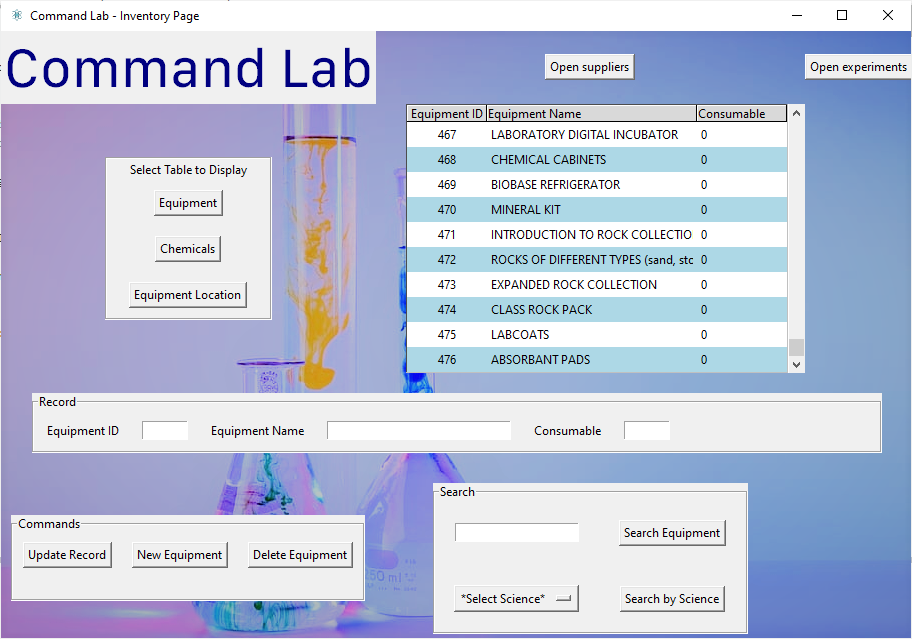 Command Lab - Inventory Page
Command Lab
Open suppliers
Open experiments
Select Table to Display
Equipment
Chemicals
Equipment Location
Equipment ID Equipment Name Consumable
467 LABORATORY DIGITAL INCUBATOR 0
468 CHEMICAL CABINETS 0
469 BIOBASE REFRIGERATOR 0
470 MINERAL KIT 0
471 INTRODUCTION TO ROCK COLLECTIO 0
472 ROCKS OF DIFFERENT TYPES (sand, stc 0
473 EXPANDED ROCK COLLECTION 0
474 CLASS ROCK PACK 0
475 LABCOATS 0
476 ABSORBANT PADS 0
Record
Equipment ID Equipment Name Consumable
Commands
Update Record New Equipment Delete Equipment
Search
Search Equipment
*Select Science* Search by Science